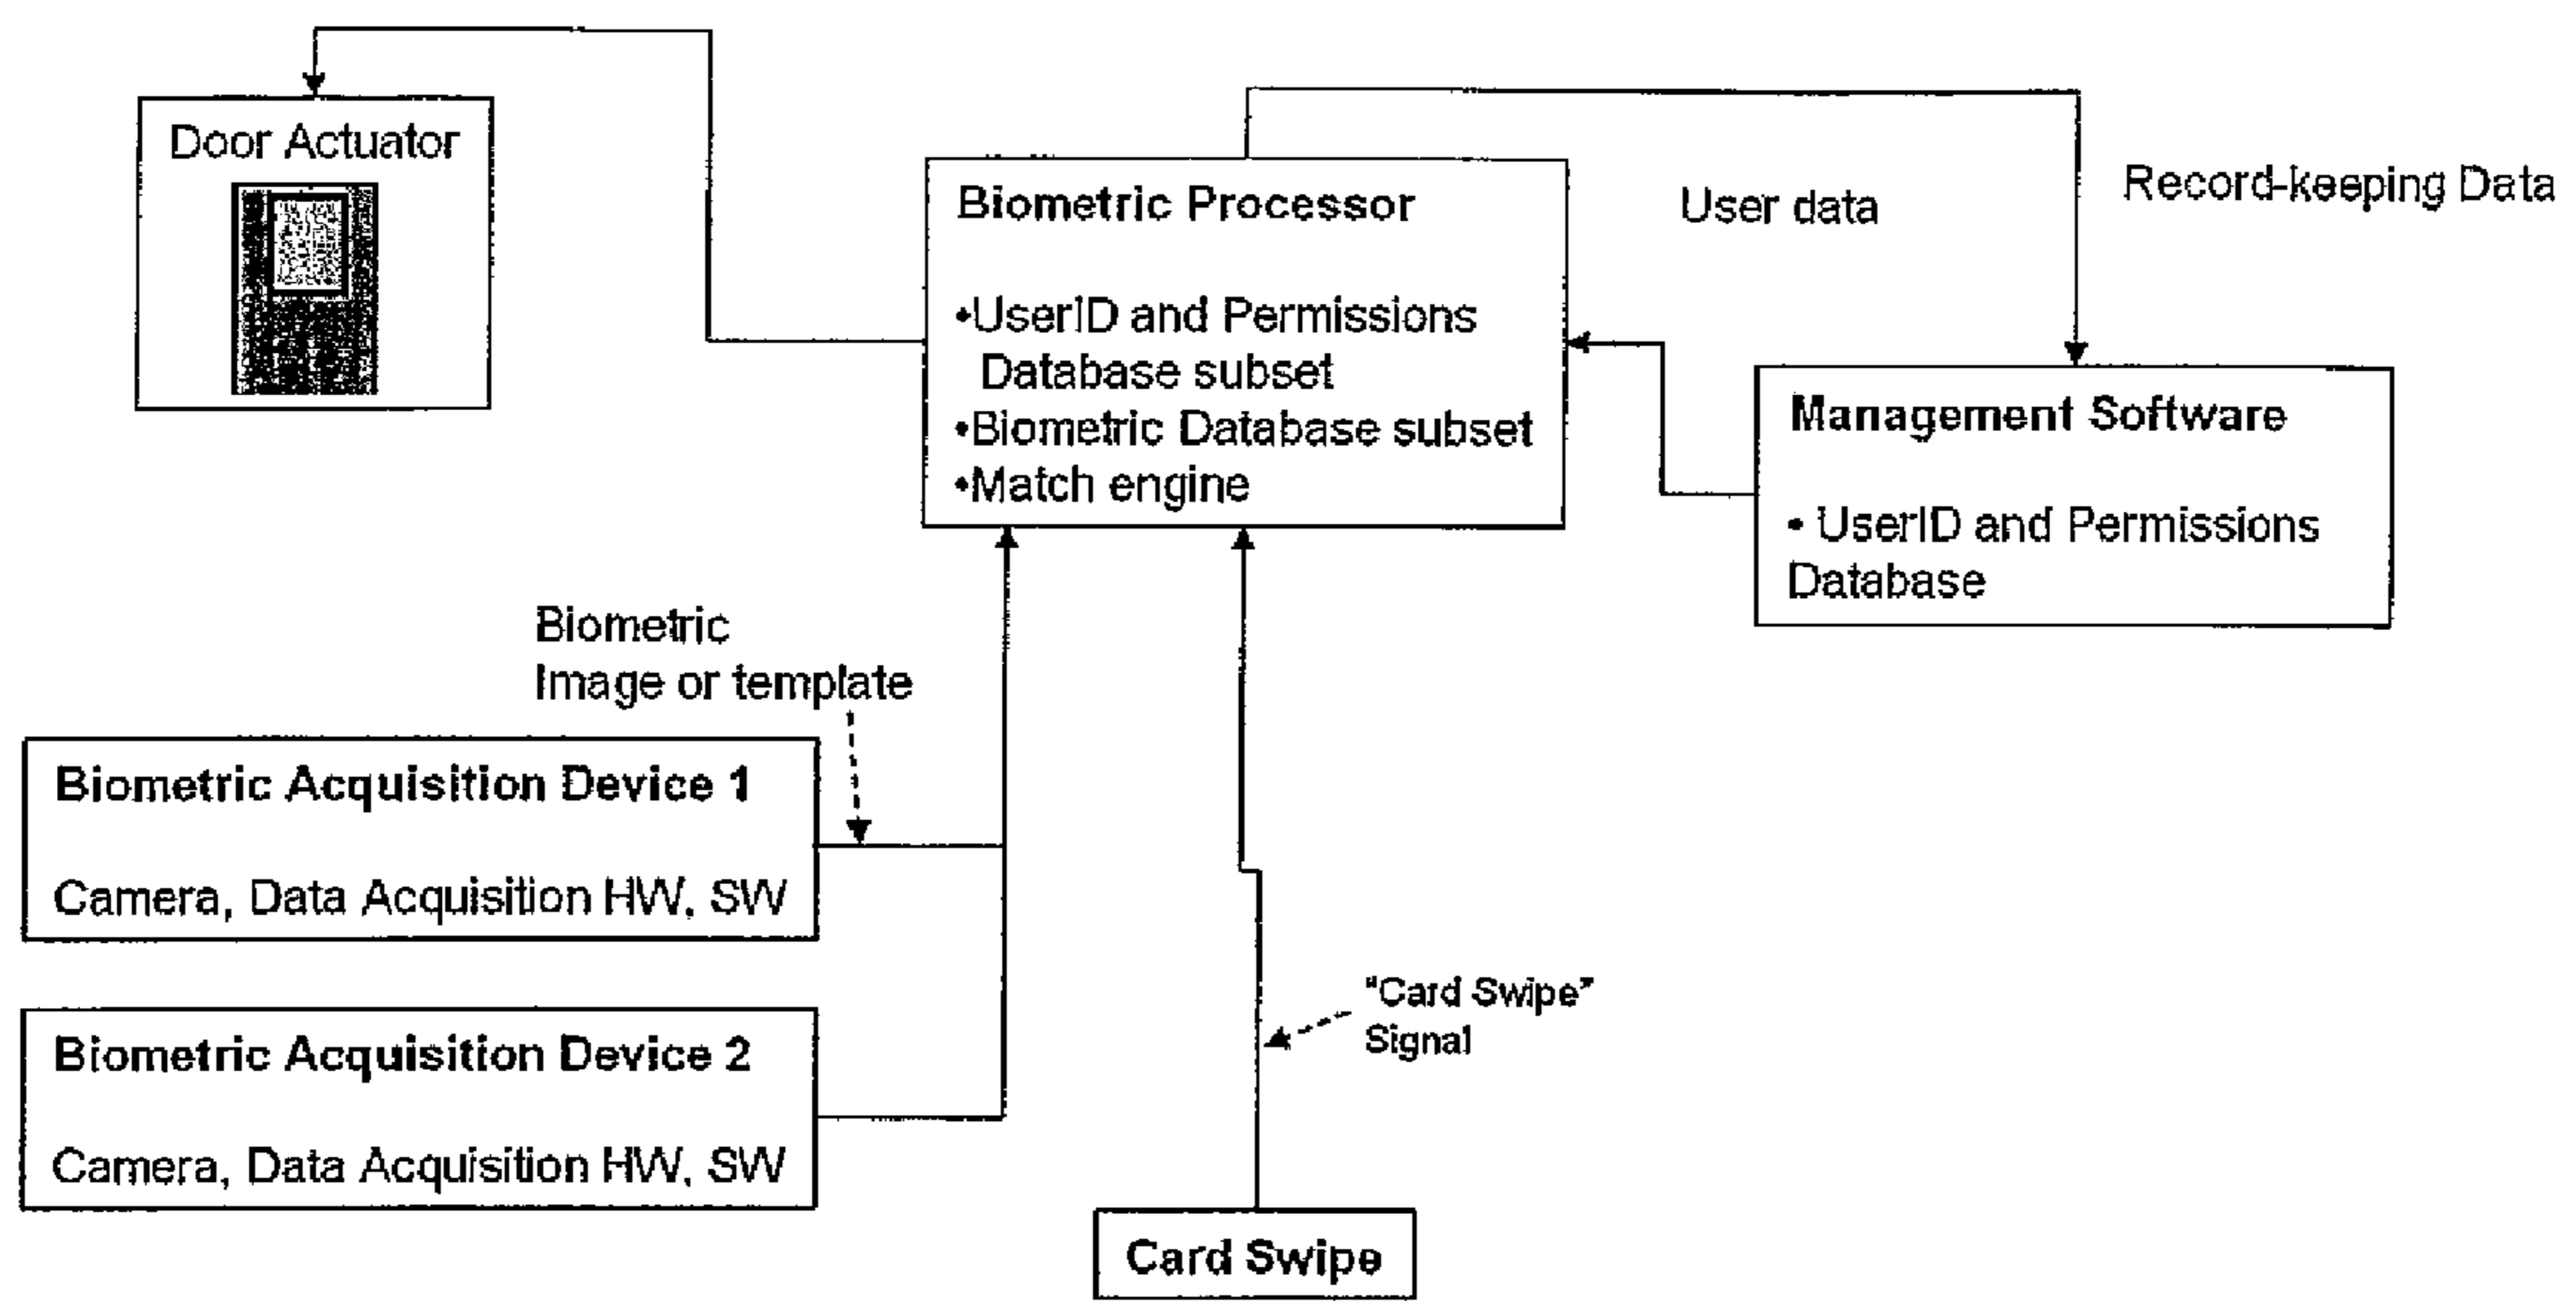 Door Actuator
Biometric Processor
•UserID and Permissions
Database subset
•Biometric Database subset
•Match engine
User data
Record-keeping Data
Management Software
• UserID and Permissions
Database
Biometric
Image or template
Biometric Acquisition Device 1
Camera, Data Acquisition HW, SW
Biometric Acquisition Device 2
Camera, Data Acquisition HW, SW
"Card Swipe"
Signal
Card Swipe